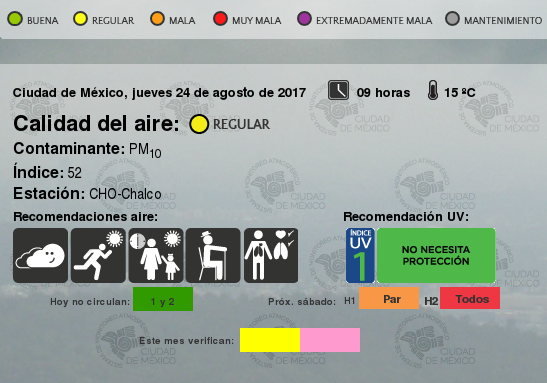 BUENA REGULAR MALA MUY MALA EXTREMADAMENTE MALA MANTENIMIENTO
Ciudad de México, jueves 24 de agosto de 2017 09 horas 15 ºC
Calidad del aire: REGULAR
Contaminante: PM10
Índice: 52
Estación: CHO-Chalco
Recomendaciones aire: Recomendación UV:
ÍNDICE
UV
1
NO NECESITA
PROTECCIÓN
Hoy no circulan: 1 y 2 Próx. sábado: H1 Par H2 Todos
Este mes verifican:
CIUDAD
DE MÉXICO